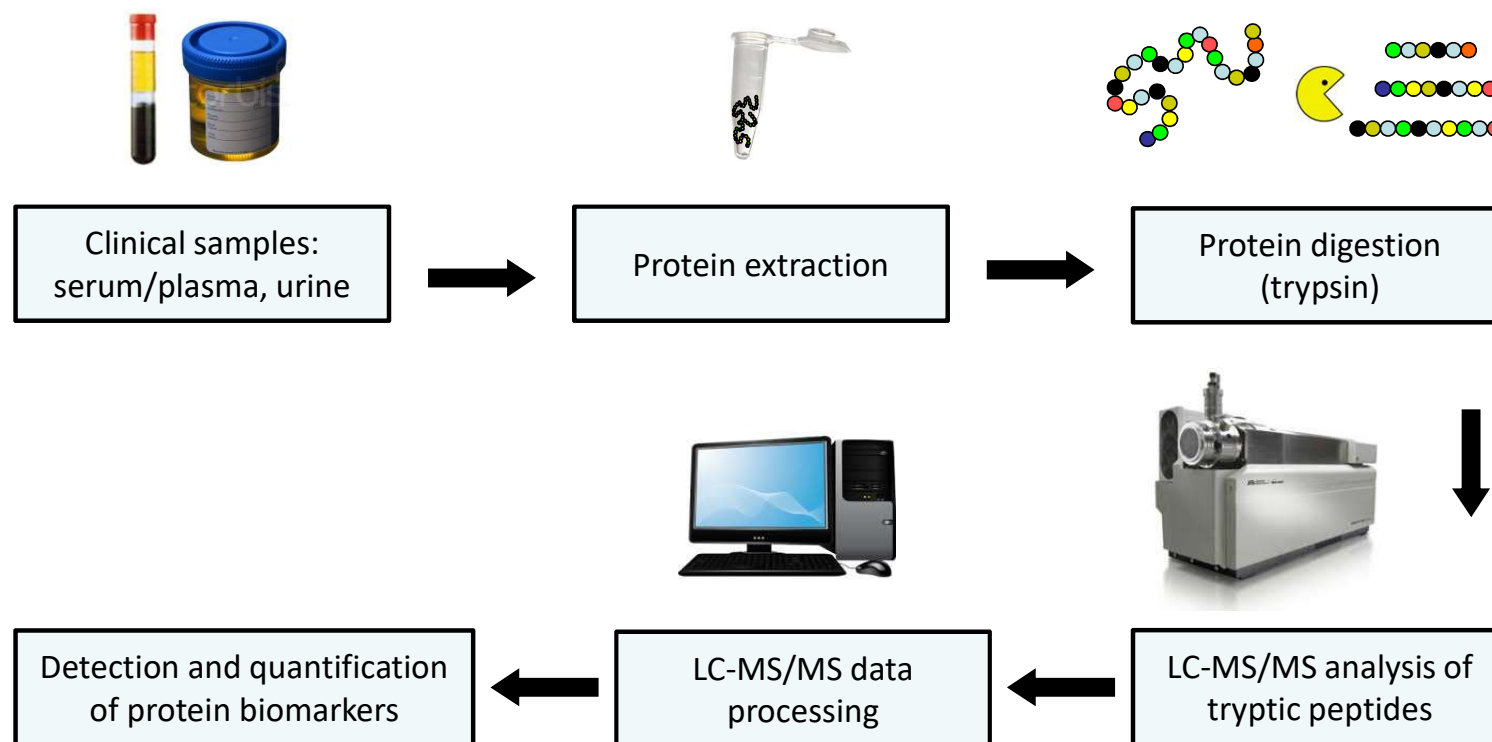 Clinical samples:
serum/plasma, urine
Protein extraction
Protein digestion
(trypsin)
LC-MS/MS analysis of
tryptic peptides
LC-MS/MS data
processing
Detection and quantification
of protein biomarkers